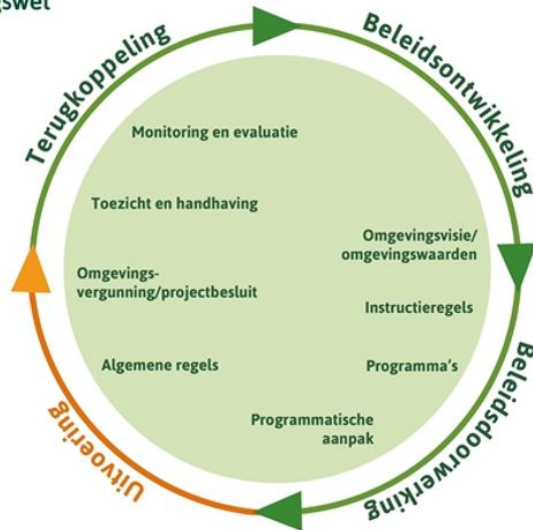 gswet
Terugkoppeling
Beleidsontwikkeling
Monitoring en evaluatie
Toezicht en handhaving
Omgevingsvisie/
omgevingswaarden
Omgevings-
vergunning/projectbesluit
Instructieregels
Algemene regels
Programma's
Programmatische
aanpak
Uitvoering
Beleidsdoorwerking